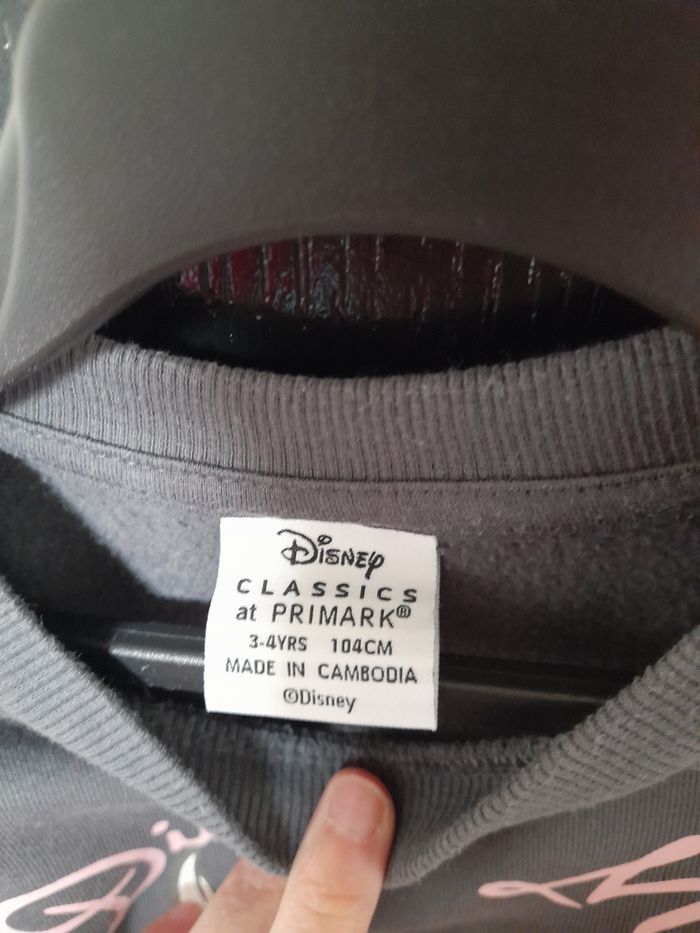 Disney
CLASSICS
at PRIMARK®
3-4YRS 104CM
MADE IN CAMBODIA
©Disney